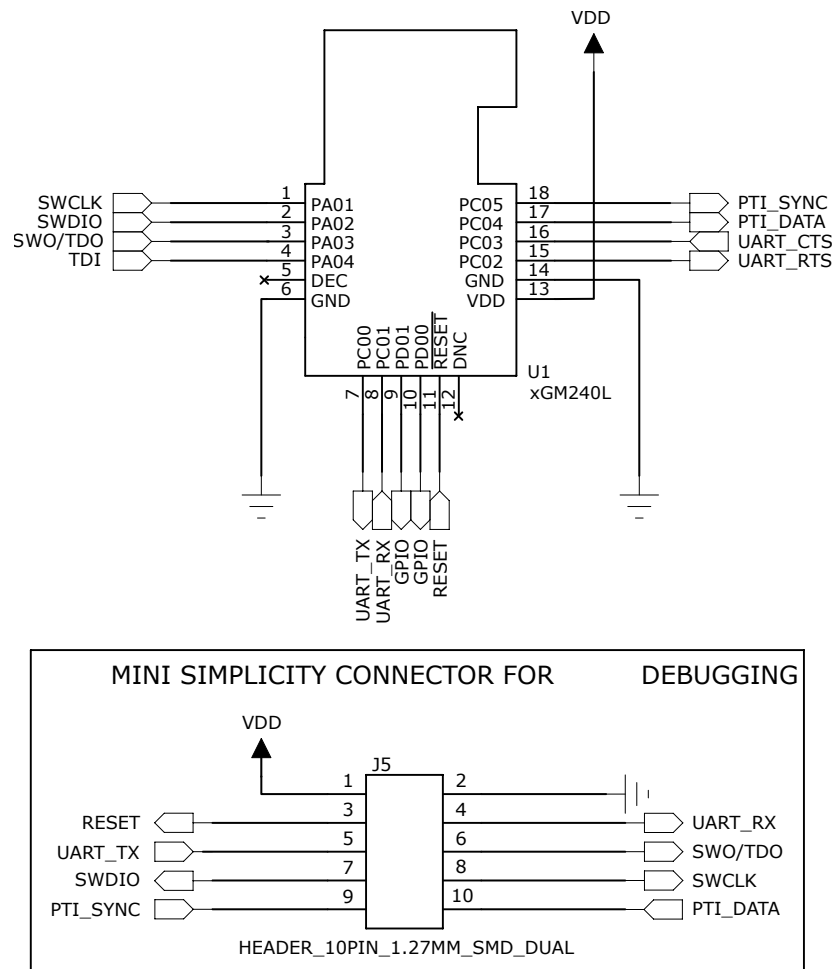 VDD
SWCLK 1 PA01 PC05 18 PTI_SYNC
SWDIO 2 PA02 PC04 17 PTI_DATA
SWO/TDO 3 PA03 PC03 16 UART_CTS
TDI 4 PA04 PC02 15 UART_RTS
5 DEC GND 14
6 GND VDD 13
PC00 PC01 PD01 PD00 RESET DNC
U1
xGM240L
7 8 9 10 11 12
UART_TX UART_RX GPIO GPIO RESET
MINI SIMPLICITY CONNECTOR FOR DEBUGGING
VDD
J5
1 2
RESET 3 4 UART_RX
UART_TX 5 6 SWO/TDO
SWDIO 7 8 SWCLK
PTI_SYNC 9 10 PTI_DATA
HEADER_10PIN_1.27MM_SMD_DUAL